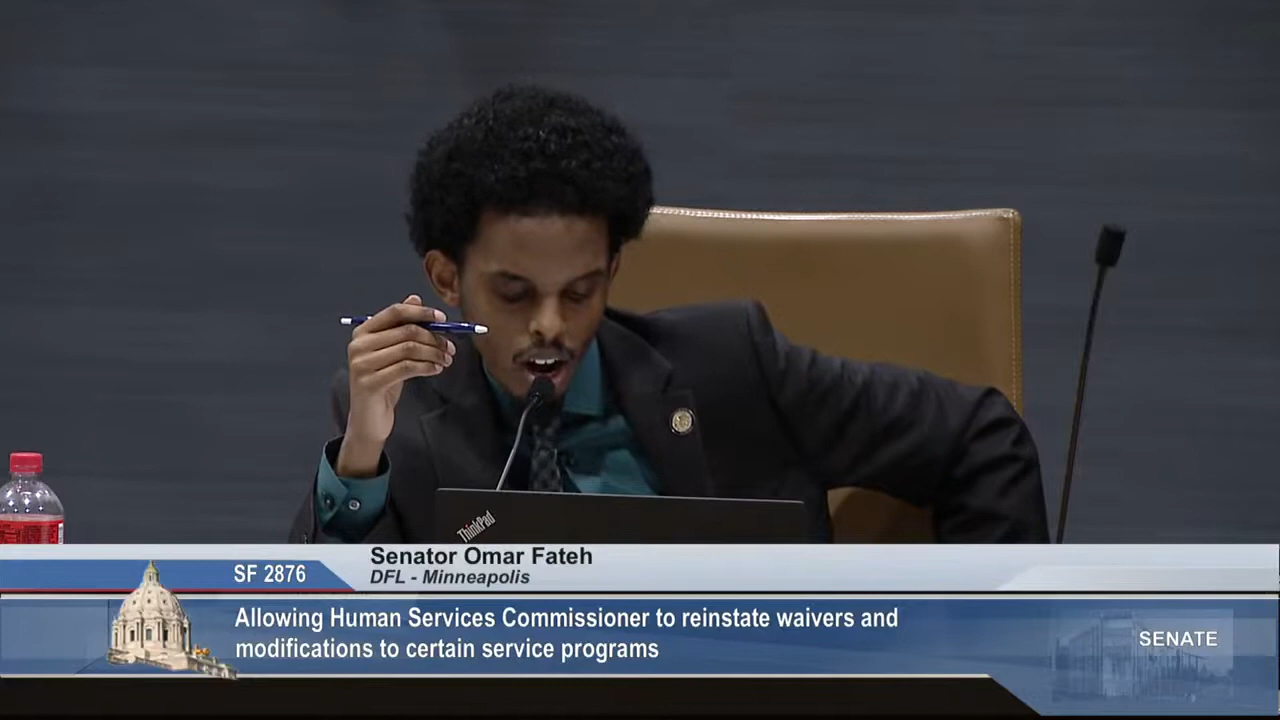 ThinkPad
Senator Omar Fateh
SF 2876
DFL - Minneapolis
Allowing Human Services Commissioner to reinstate waivers and
modifications to certain service programs
SENATE